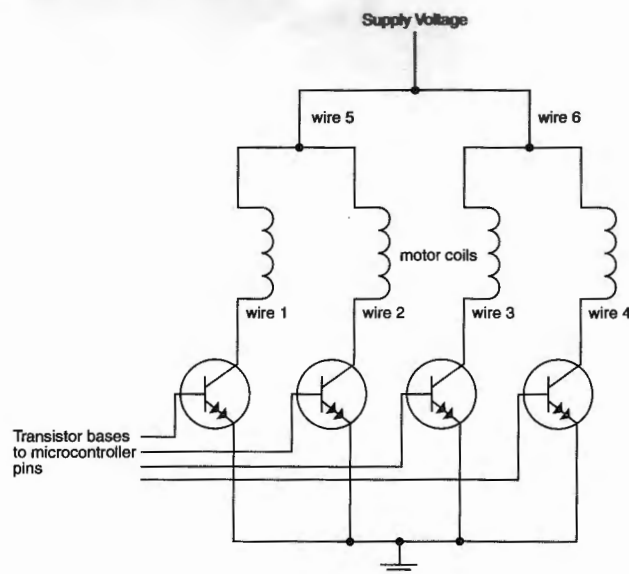 Supply Voltage
wire 5
wire 6
motor coils
wire 1
wire 2
wire 3
wire 4
Transistor bases
to microcontroller
pins